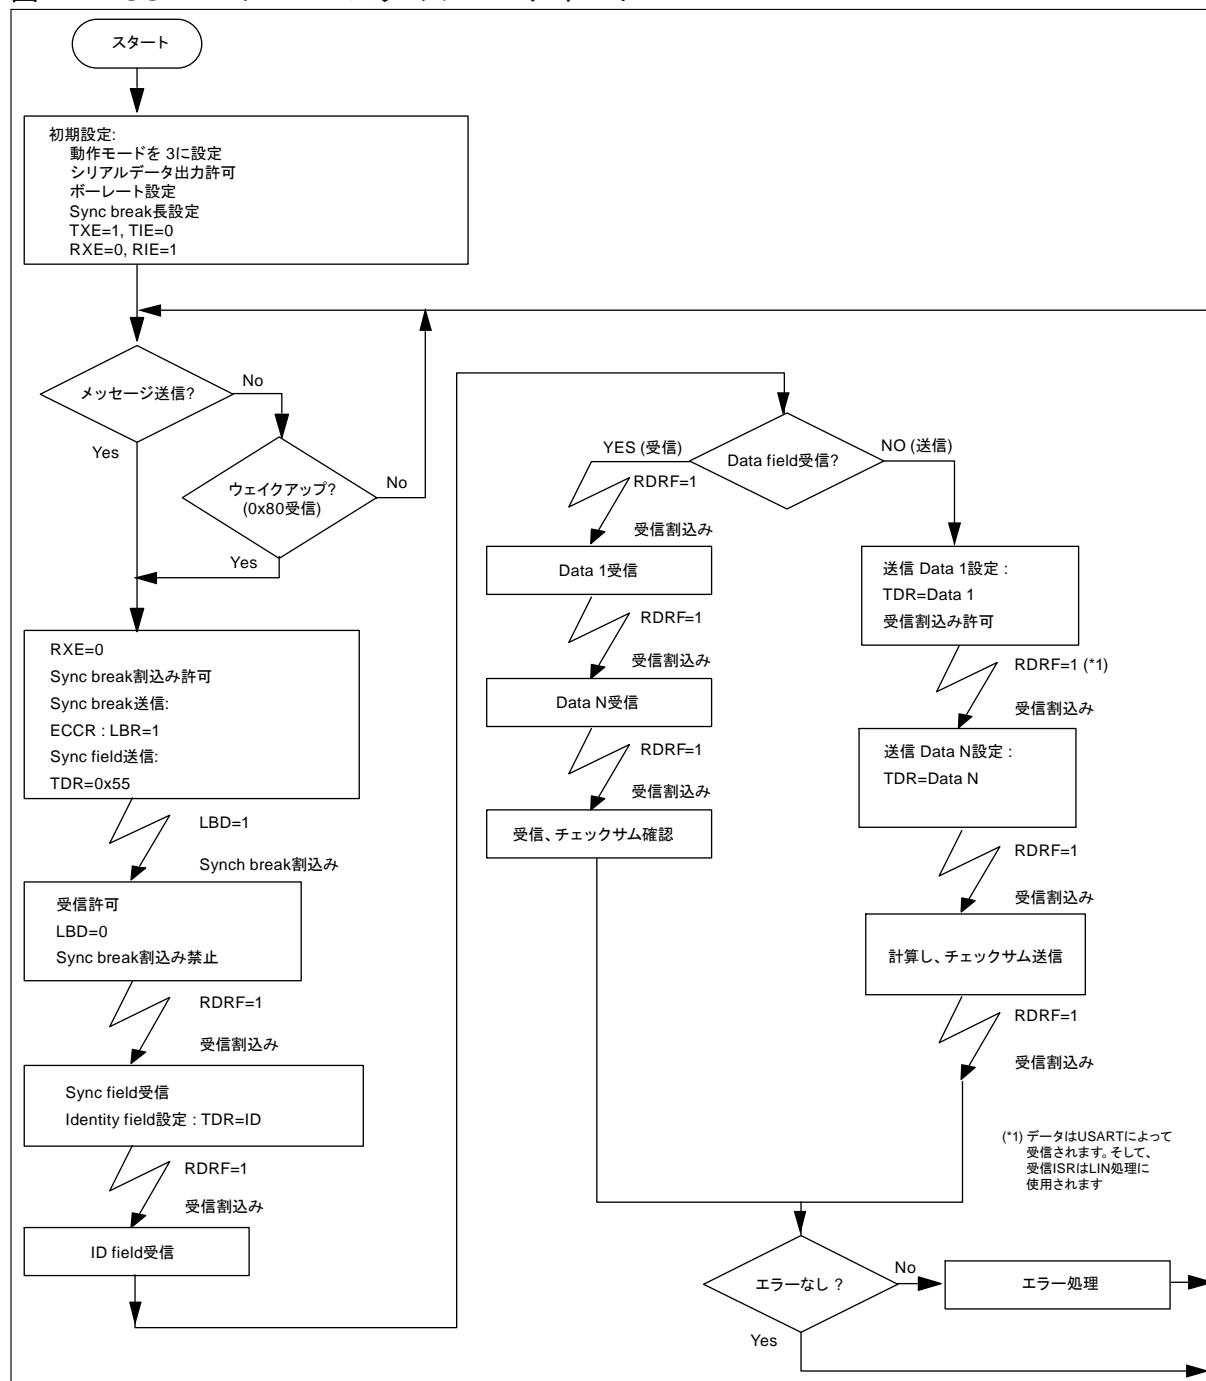 スタート
初期設定:
動作モードを 3に設定
シリアルデータ出力許可
ボーレート設定
Sync break長設定
TXE=1, TIE=0
RXE=0, RIE=1
メッセージ送信?
No
Yes
ウェイクアップ?
(0x80受信)
No
Yes
RXE=0
Sync break割込み許可
Sync break送信:
ECCR : LBR=1
Sync field送信:
TDR=0x55
LBD=1
Synch break割込み
受信許可
LBD=0
Sync break割込み禁止
RDRF=1
受信割込み
Sync field受信
Identity field設定 : TDR=ID
RDRF=1
受信割込み
ID field受信
Data field受信?
YES (受信)
NO (送信)
RDRF=1
受信割込み
Data 1受信
RDRF=1
受信割込み
Data N受信
RDRF=1
受信割込み
受信、チェックサム確認
送信 Data 1設定 :
TDR=Data 1
受信割込み許可
RDRF=1 (*1)
受信割込み
送信 Data N設定 :
TDR=Data N
RDRF=1
受信割込み
計算し、チェックサム送信
RDRF=1
受信割込み
(*1) データはUSARTによって
受信されます。そして、
受信ISRはLIN処理に
使用されます
エラーなし ?
No
エラー処理
Yes